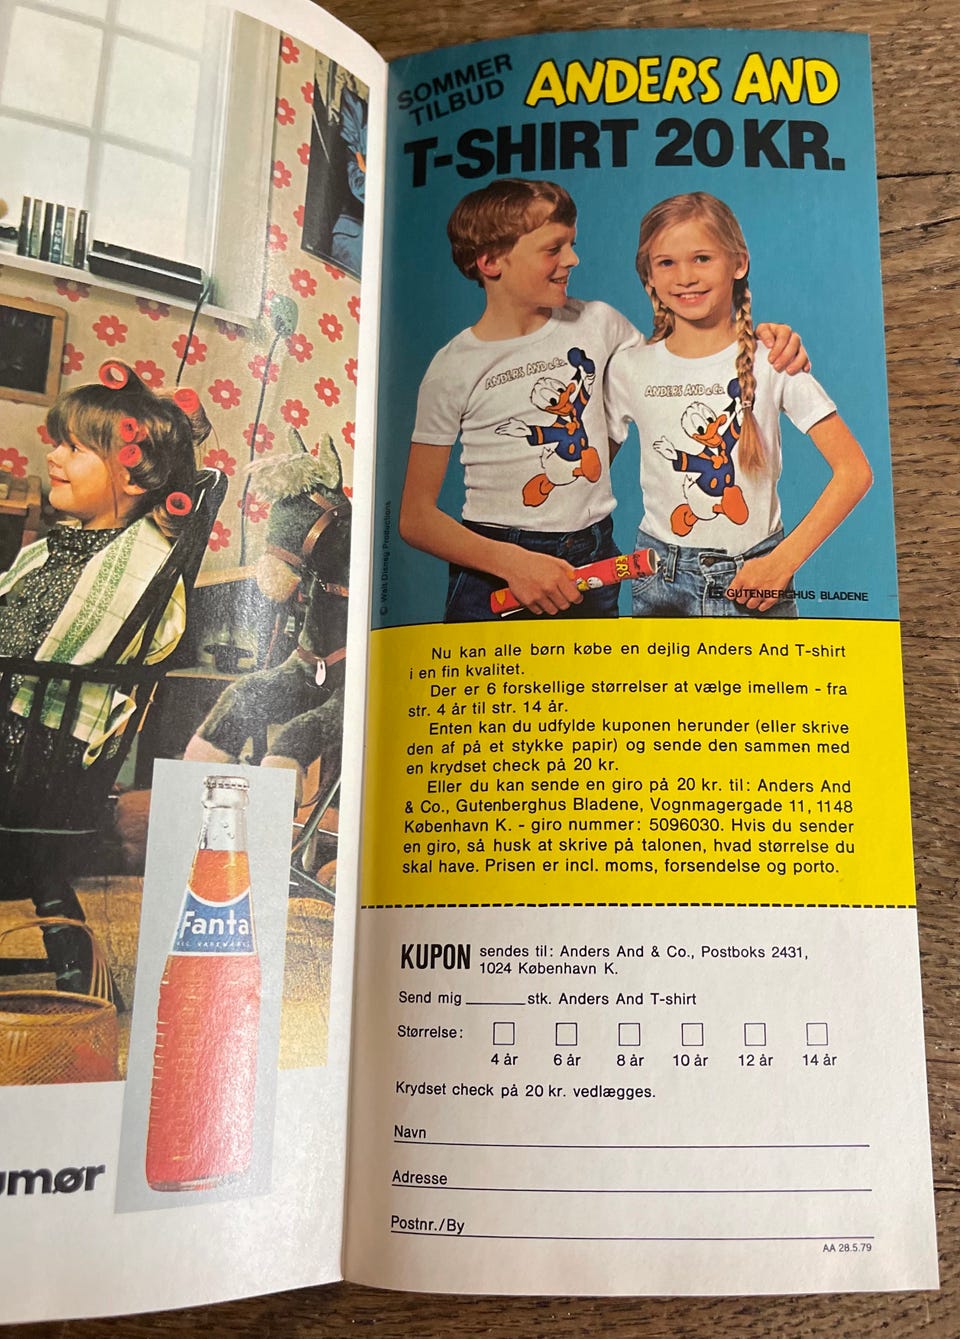 umør
Fanta
SOMMER
TILBUD
ANDERS AND
T-SHIRT 20 KR.
ANDERS AND & Co.
ANDERS AND & Co.
© Walt Disney Productions
GUTENBERGHUS BLADENE
Nu kan alle børn købe en dejlig Anders And T-shirt
i en fin kvalitet.
Der er 6 forskellige størrelser at vælge imellem - fra
str. 4 år til str. 14 år.
Enten kan du udfylde kuponen herunder (eller skrive
den af på et stykke papir) og sende den sammen med
en krydset check på 20 kr.
Eller du kan sende en giro på 20 kr. til: Anders And
& Co., Gutenberghus Bladene, Vognmagergade 11, 1148
København K. - giro nummer: 5096030. Hvis du sender
en giro, så husk at skrive på talonen, hvad størrelse du
skal have. Prisen er incl. moms, forsendelse og porto.
KUPON sendes til: Anders And & Co., Postboks 2431,
1024 København K.
Send mig ______ stk. Anders And T-shirt
Størrelse:
4 år 6 år 8 år 10 år 12 år 14 år
Krydset check på 20 kr. vedlægges.
Navn
Adresse
Postnr./By
AA 28.5.79